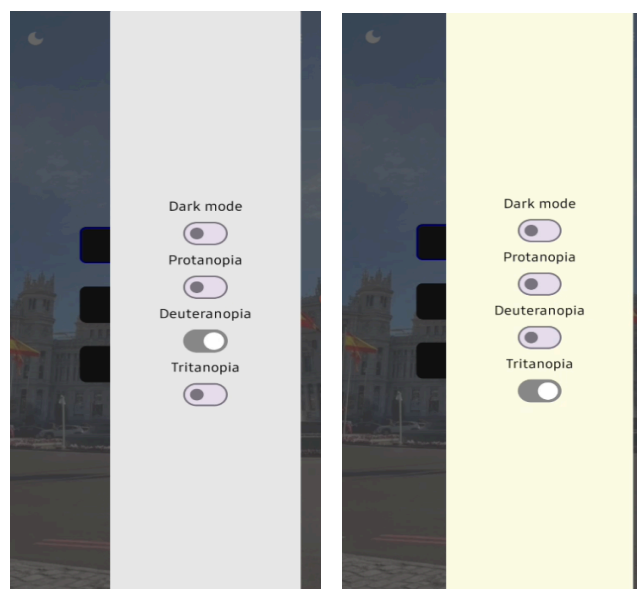 Dark mode
Protanopia
Deuteranopia
Tritanopia
Dark mode
Protanopia
Deuteranopia
Tritanopia